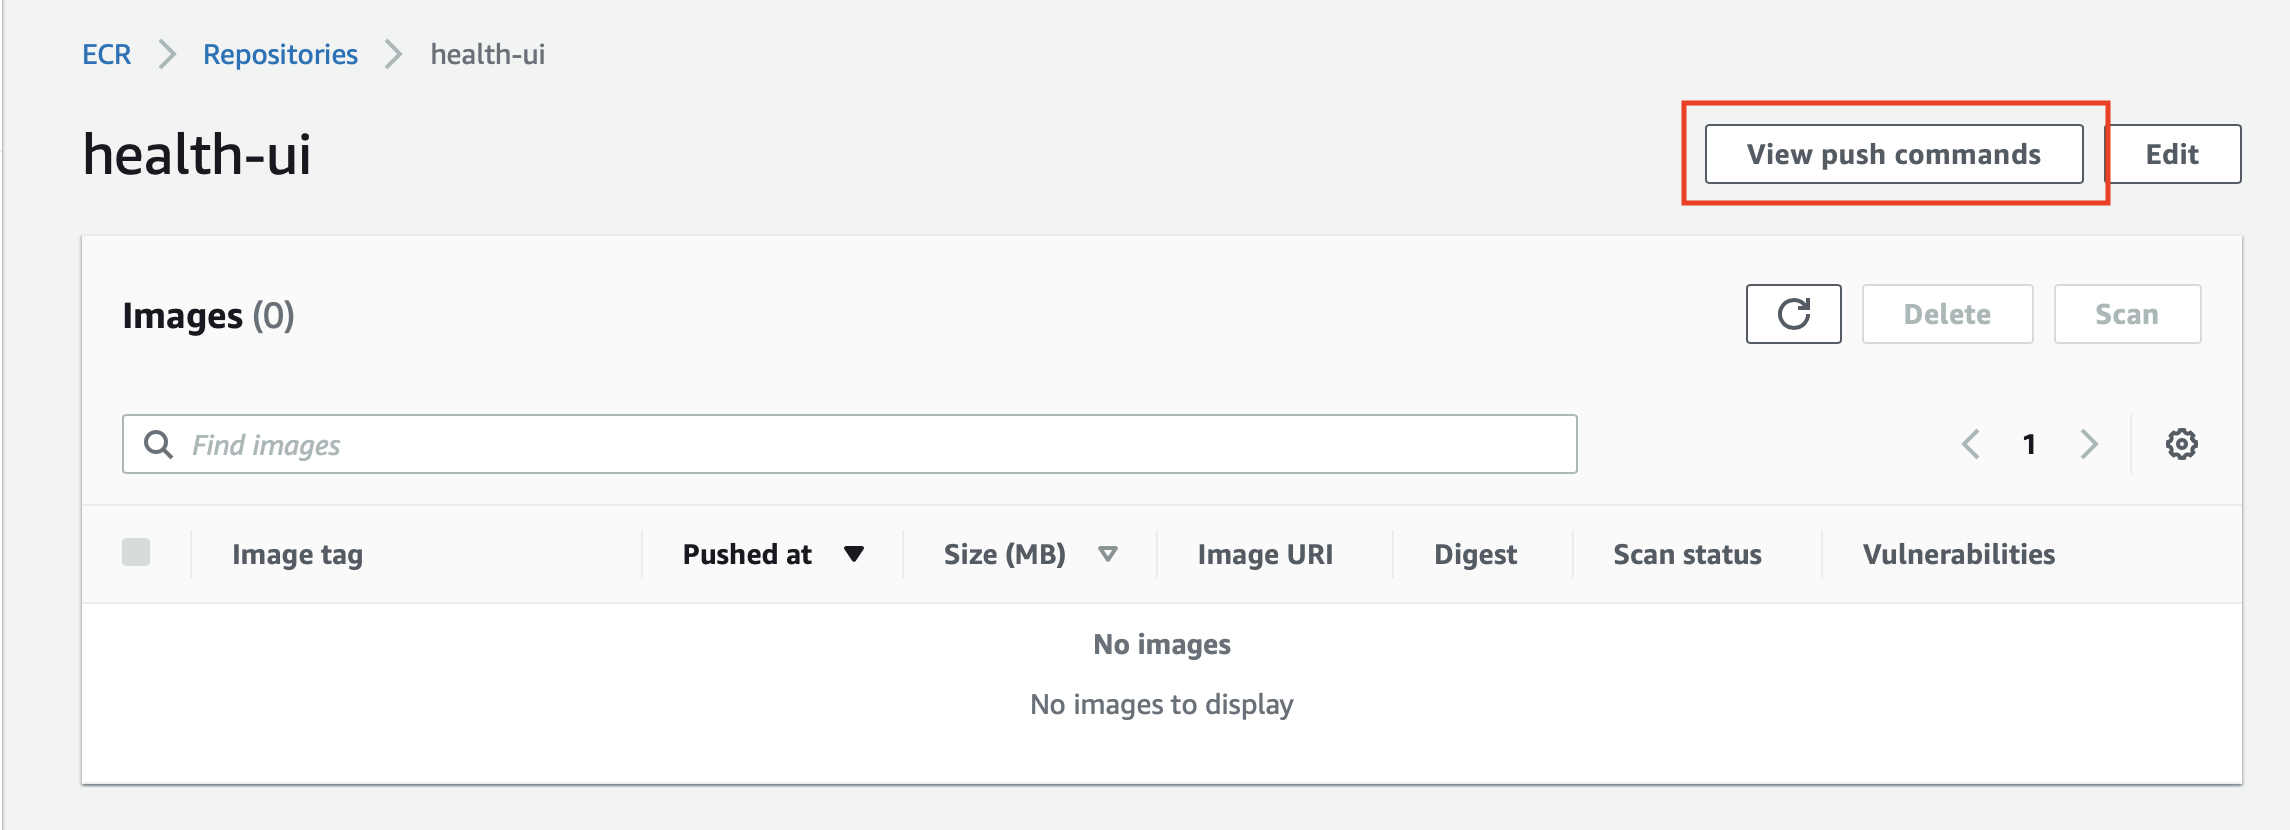 ECR > Repositories > health-ui
health-ui
View push commands
Edit
Images (0)
Delete
Scan
Find images
1
Image tag
Pushed at
Size (MB)
Image URI
Digest
Scan status
Vulnerabilities
No images
No images to display